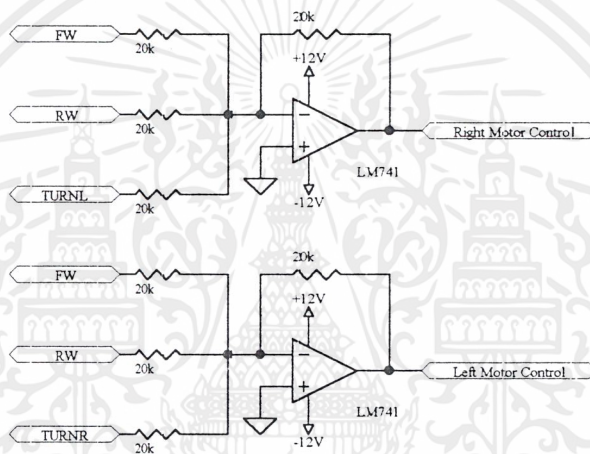 FW
20k
20k
+12V
RW
20k
Right Motor Control
LM741
TURNL
20k
-12V
FW
20k
20k
+12V
RW
20k
Left Motor Control
LM741
TURNR
20k
-12V